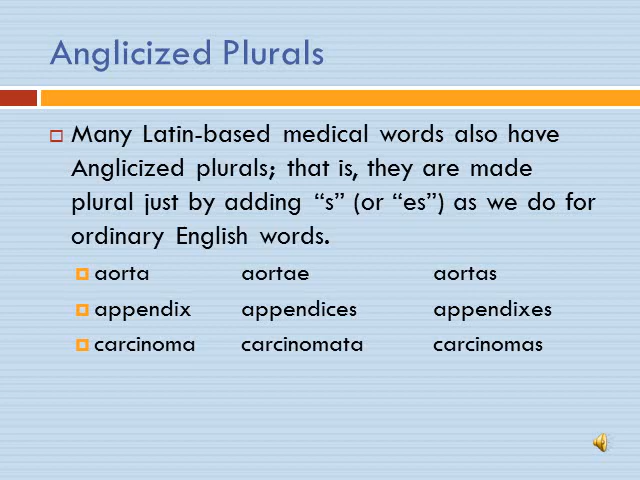 Anglicized Plurals
Many Latin-based medical words also have
Anglicized plurals; that is, they are made
plural just by adding “s” (or “es”) as we do for
ordinary English words.
aorta aortae aortas
appendix appendices appendixes
carcinoma carcinomata carcinomas